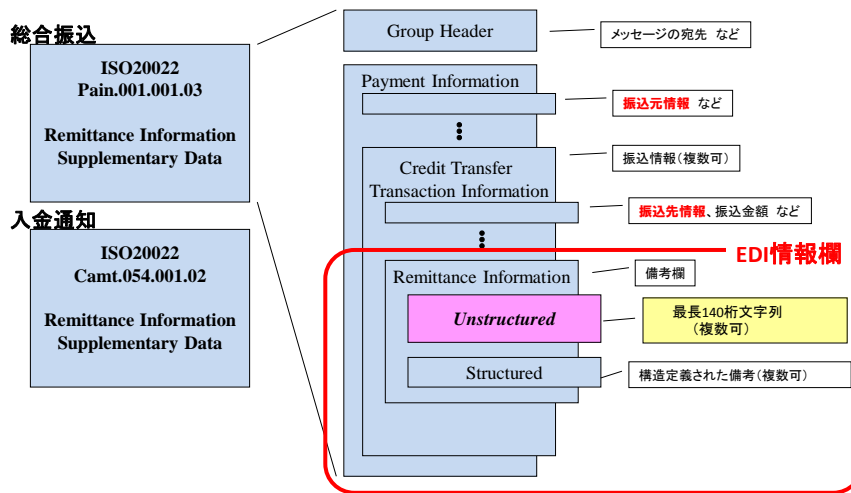 総合振込
ISO20022
Pain.001.001.03
Remittance Information
Supplementary Data
入金通知
ISO20022
Camt.054.001.02
Remittance Information
Supplementary Data
Group Header
メッセージの宛先 など
Payment Information
振込元情報 など
Credit Transfer
Transaction Information
振込情報(複数可)
振込先情報、振込金額 など
EDI情報欄
Remittance Information
備考欄
Unstructured
最長140桁文字列
(複数可)
Structured
構造定義された備考(複数可)